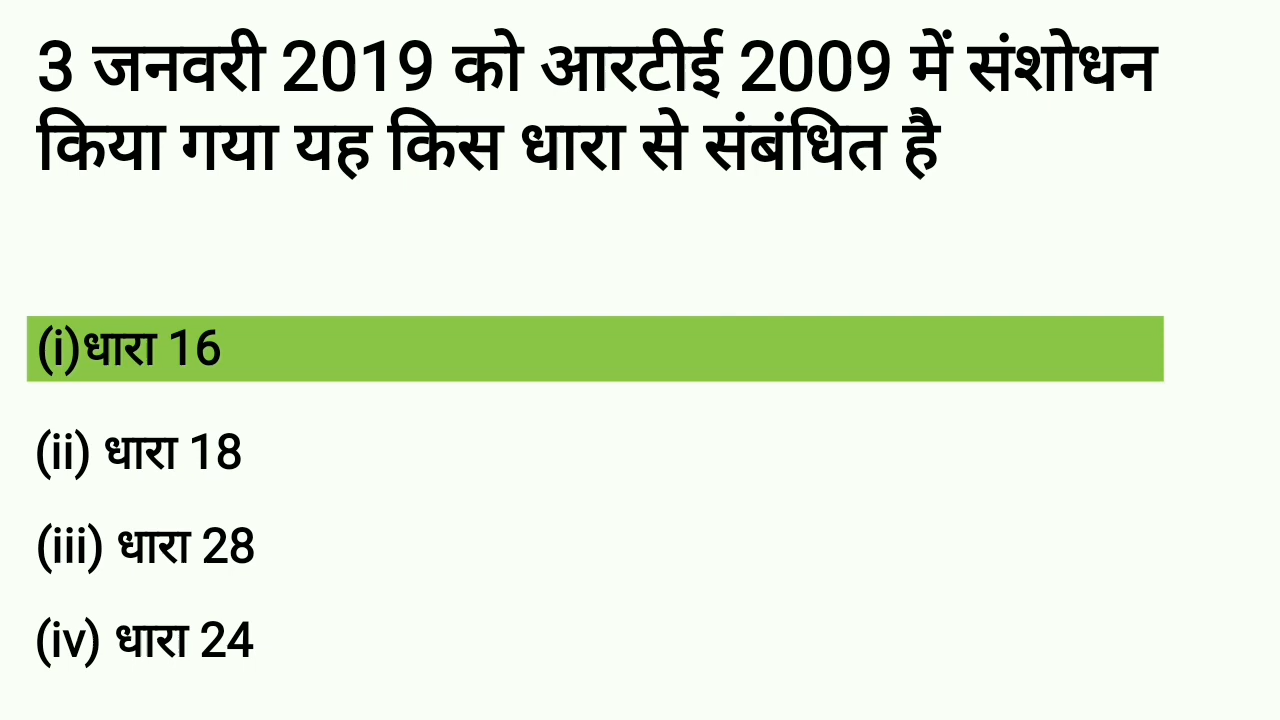 3 जनवरी 2019 को आरटीई 2009 में संशोधन
किया गया यह किस धारा से संबंधित है
(i)धारा 16
(ii) धारा 18
(iii) धारा 28
(iv) धारा 24